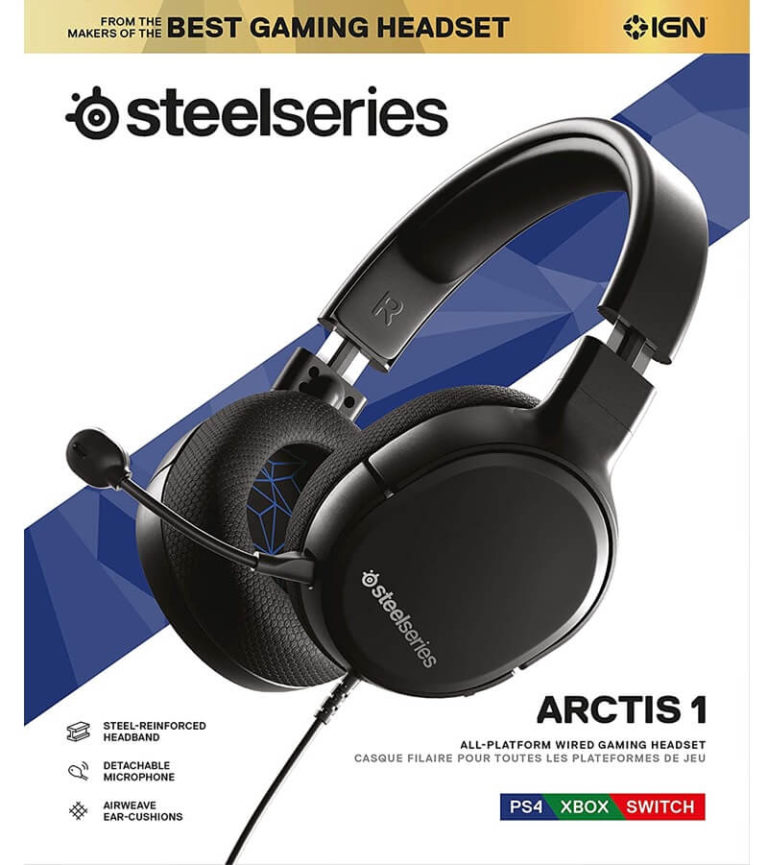 FROM THE
MAKERS OF THE BEST GAMING HEADSET
IGN
steelseries
R
steelseries
ARCTIS 1
ALL-PLATFORM WIRED GAMING HEADSET
CASQUE FILAIRE POUR TOUTES LES PLATEFORMES DE JEU
STEEL-REINFORCED
HEADBAND
DETACHABLE
MICROPHONE
AIRWEAVE
EAR-CUSHIONS
PS4 XBOX SWITCH